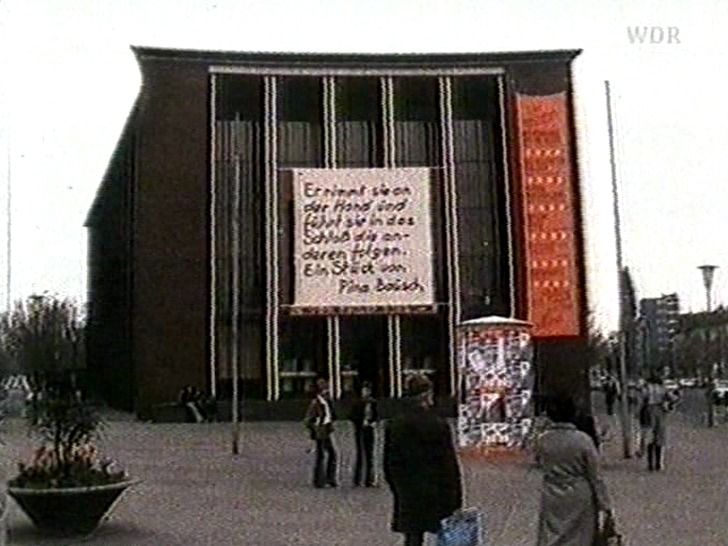 WDR
Er nimmt sie an
der Hand und
führt sie in das
Schloß die an-
deren folgen.
Ein Stück von
Pina Bausch